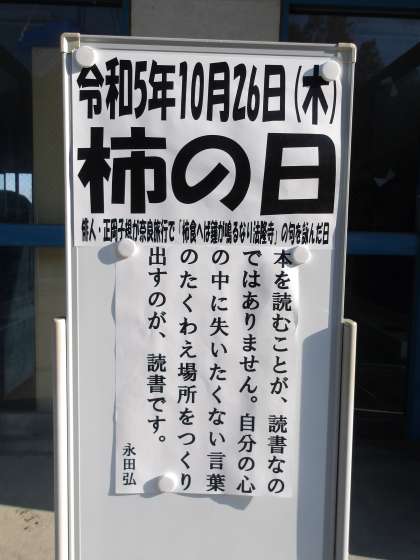 令和5年10月26日(木)
柿の日
俳人・正岡子規が奈良旅行で「柿食へば鐘が鳴るなり法隆寺」の句を詠んだ日
本を読むことが、読書なの
ではありません。自分の心
の中に失いたくない言葉
のたくわえ場所をつくり
出すのが、読書です。
永田弘